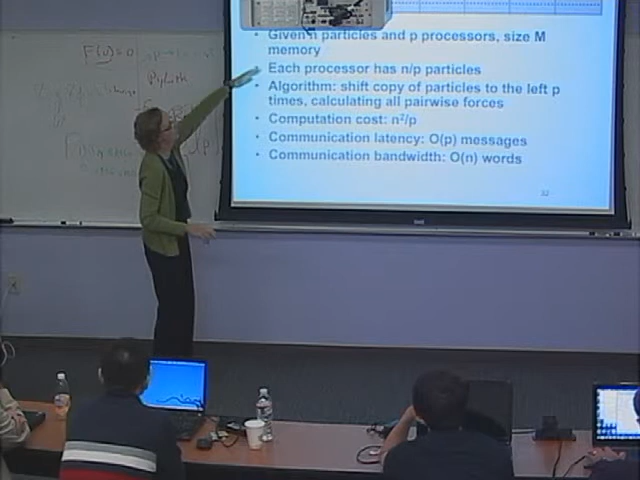 Given n particles and p processors, size M
memory
Each processor has n/p particles
Algorithm: shift copy of particles to the left p
times, calculating all pairwise forces
Computation cost: n²/p
Communication latency: O(p) messages
Communication bandwidth: O(n) words
32
F(u)=0